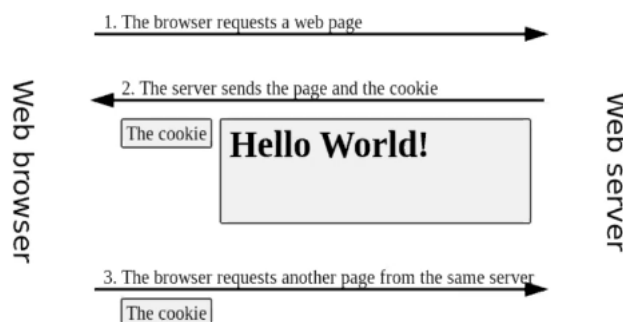 1. The browser requests a web page
2. The server sends the page and the cookie
The cookie
Hello World!
Web browser
Web server
3. The browser requests another page from the same server
The cookie